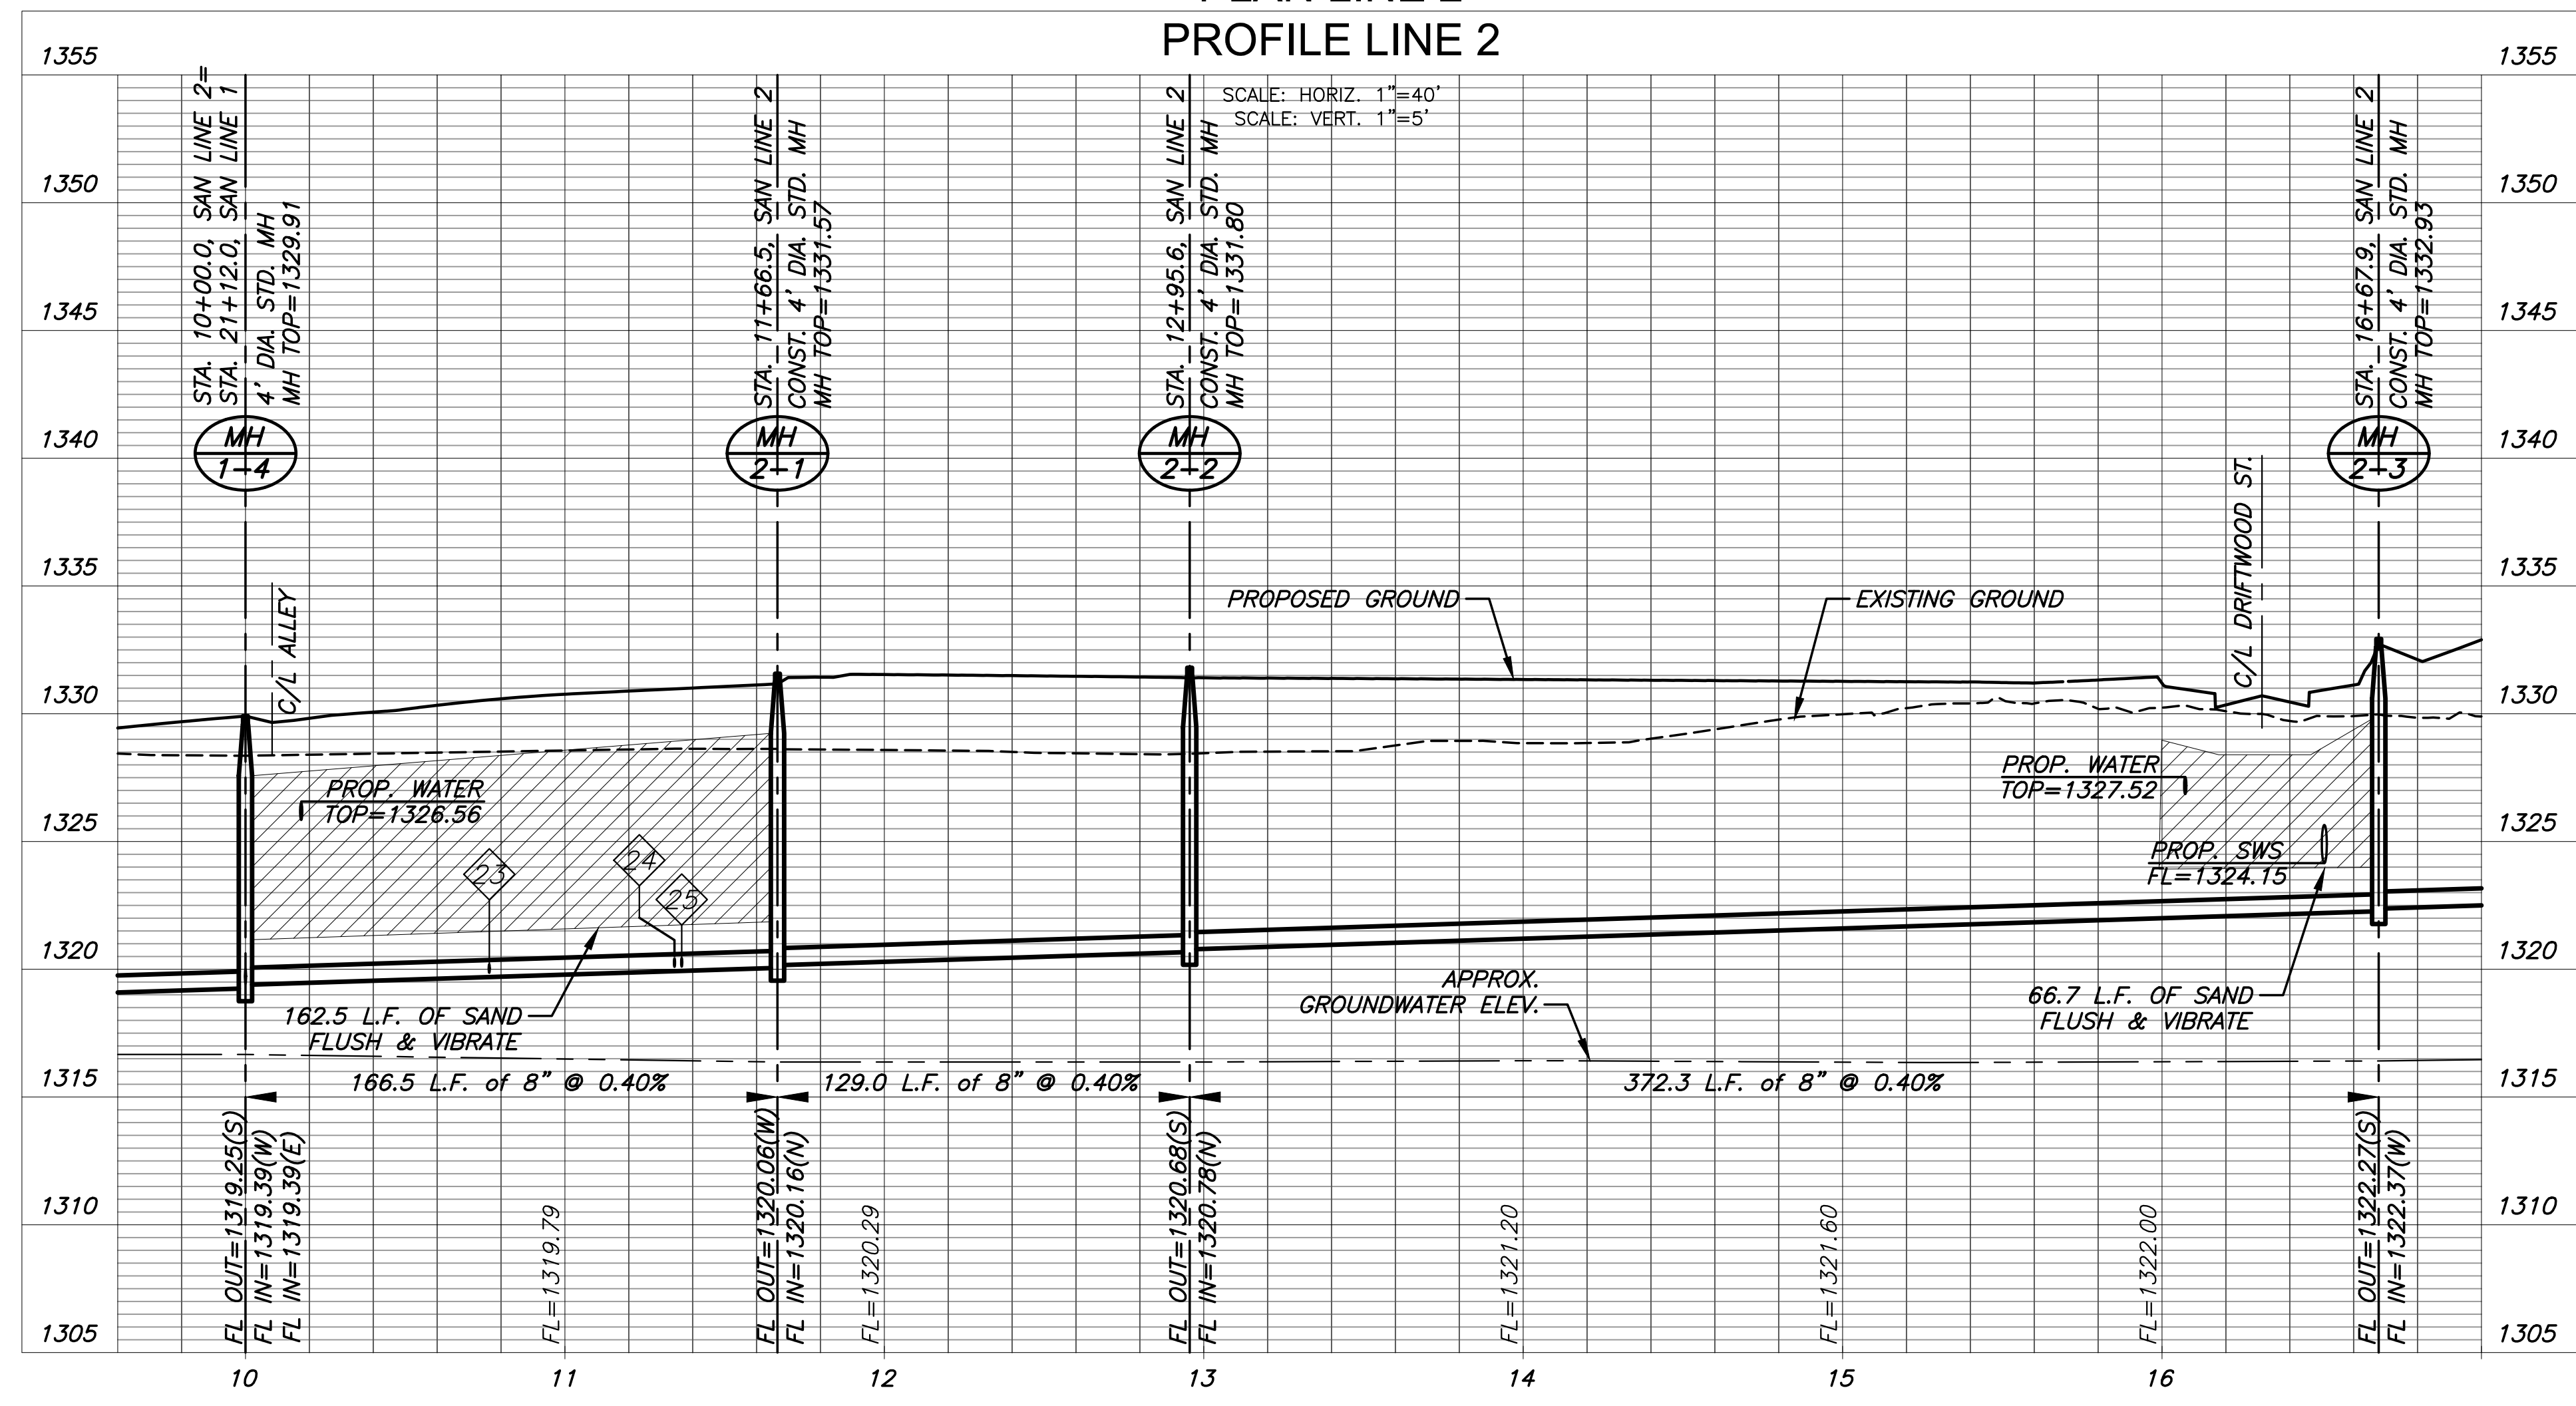 PROFILE LINE 2
SCALE: HORIZ. 1"=40'
SCALE: VERT. 1"=5'
1355
1350
1345
1340
1335
1330
1325
1320
1315
1310
1305
1355
1350
1345
1340
1335
1330
1325
1320
1315
1310
1305
STA. 10+00.0, SAN LINE 2=
STA. 21+12.0, SAN LINE 1
4' DIA. STD. MH
MH TOP=1329.91
MH
1-4
STA. 11+66.5, SAN LINE 2
CONST. 4' DIA. STD. MH
MH TOP=1331.57
MH
2-1
STA. 12+95.6, SAN LINE 2
CONST. 4' DIA. STD. MH
MH TOP=1331.80
MH
2-2
STA. 16+67.9, SAN LINE 2
CONST. 4' DIA. STD. MH
MH TOP=1332.93
MH
2-3
C/L ALLEY
PROPOSED GROUND
EXISTING GROUND
C/L DRIFTWOOD ST.
PROP. WATER
TOP=1326.56
23
24
25
PROP. WATER
TOP=1327.52
PROP. SWS
FL=1324.15
162.5 L.F. OF SAND
FLUSH & VIBRATE
APPROX.
GROUNDWATER ELEV.
66.7 L.F. OF SAND
FLUSH & VIBRATE
166.5 L.F. of 8" @ 0.40%
129.0 L.F. of 8" @ 0.40%
372.3 L.F. of 8" @ 0.40%
FL OUT=1319.25(S)
FL IN=1319.39(W)
FL IN=1319.39(E)
FL=1319.79
FL OUT=1320.06(W)
FL IN=1320.16(N)
FL=1320.29
FL OUT=1320.68(S)
FL IN=1320.78(N)
FL=1321.20
FL=1321.60
FL=1322.00
FL OUT=1322.27(S)
FL IN=1322.37(W)
10
11
12
13
14
15
16